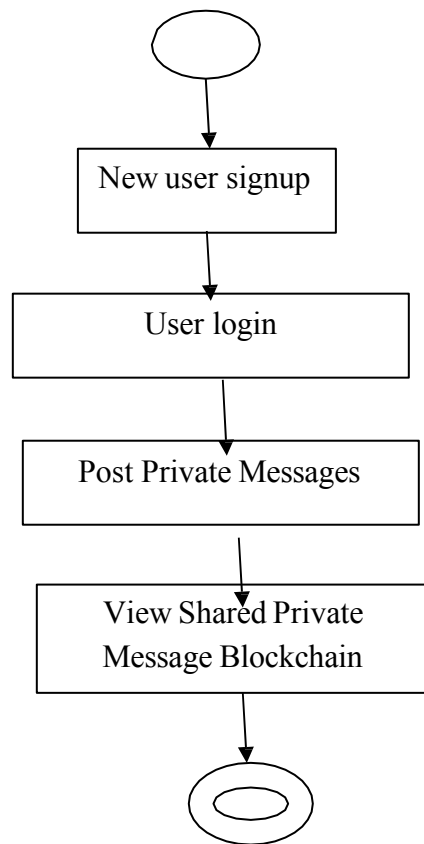 New user signup
User login
Post Private Messages
View Shared Private
Message Blockchain